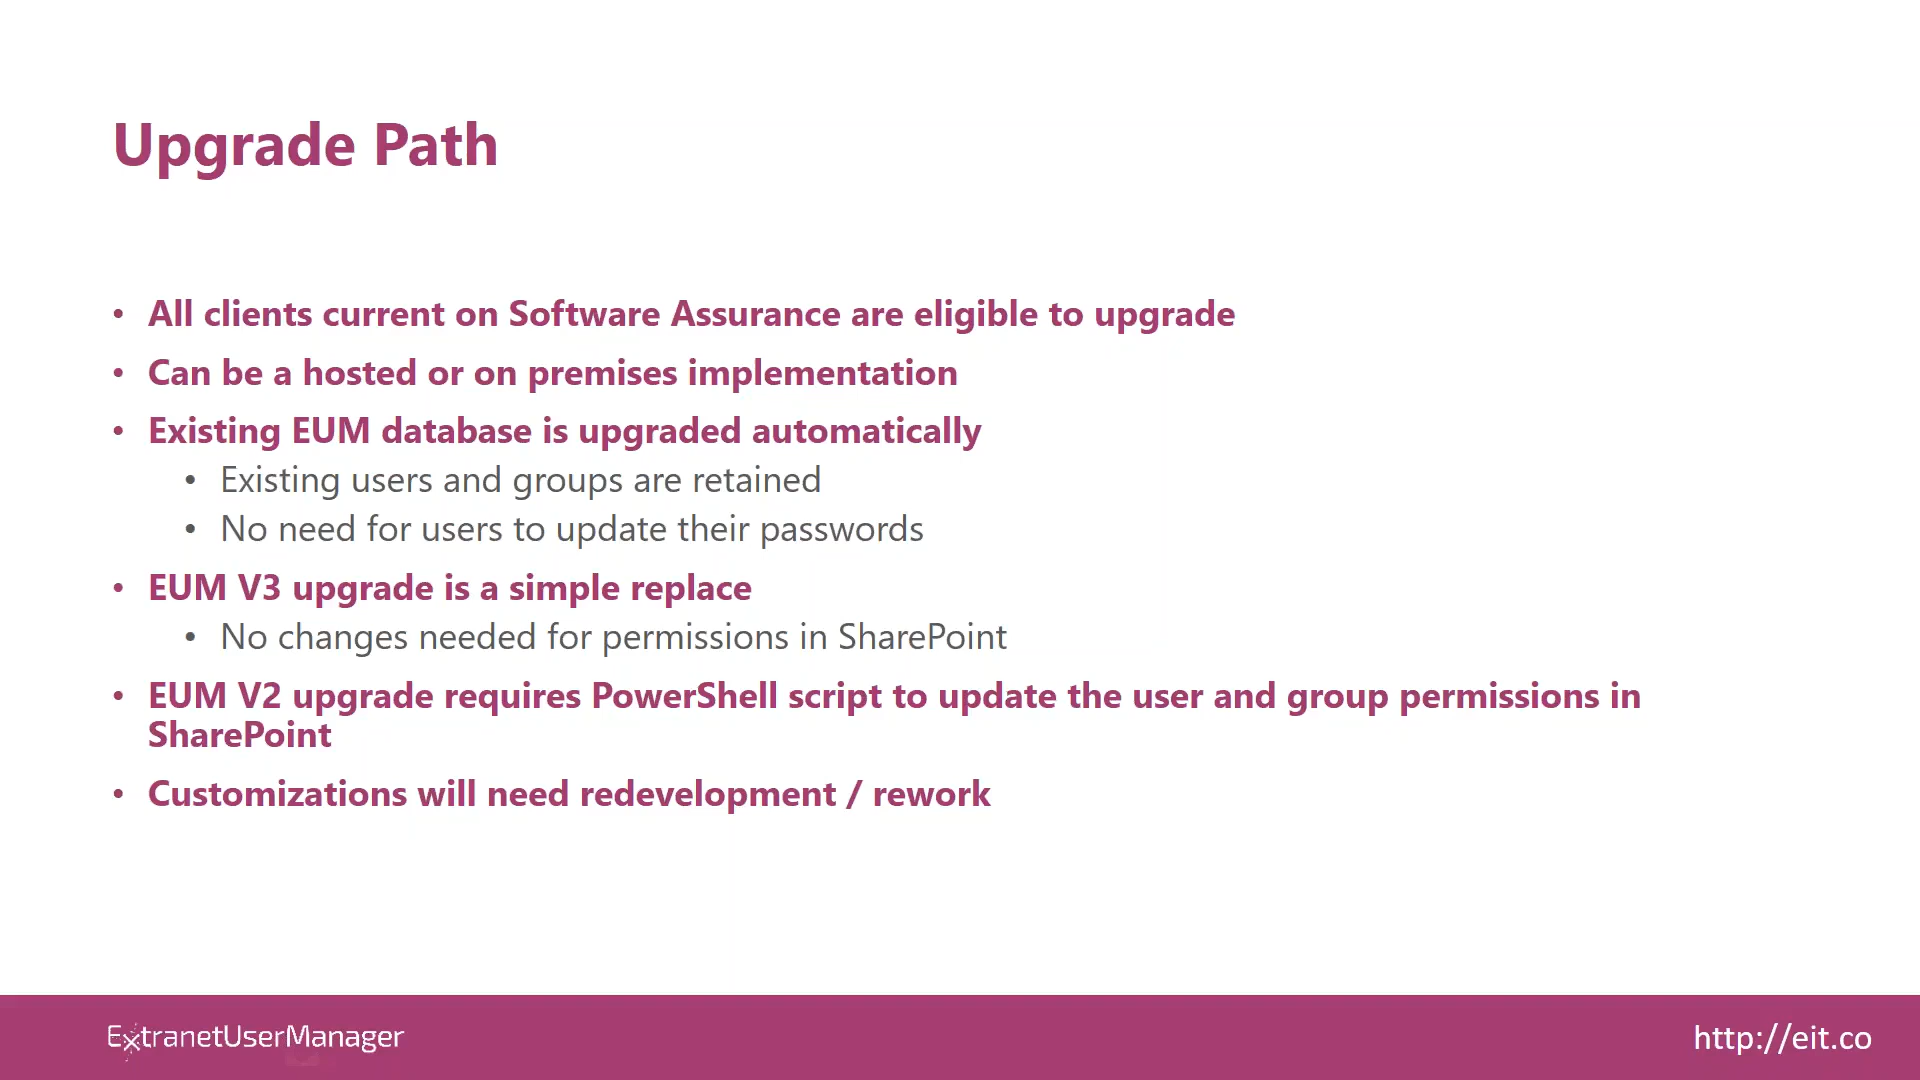 Upgrade Path
• All clients current on Software Assurance are eligible to upgrade
• Can be a hosted or on premises implementation
• Existing EUM database is upgraded automatically
• Existing users and groups are retained
• No need for users to update their passwords
• EUM V3 upgrade is a simple replace
• No changes needed for permissions in SharePoint
• EUM V2 upgrade requires PowerShell script to update the user and group permissions in
SharePoint
• Customizations will need redevelopment / rework
ExtranetUserManager
http://eit.co